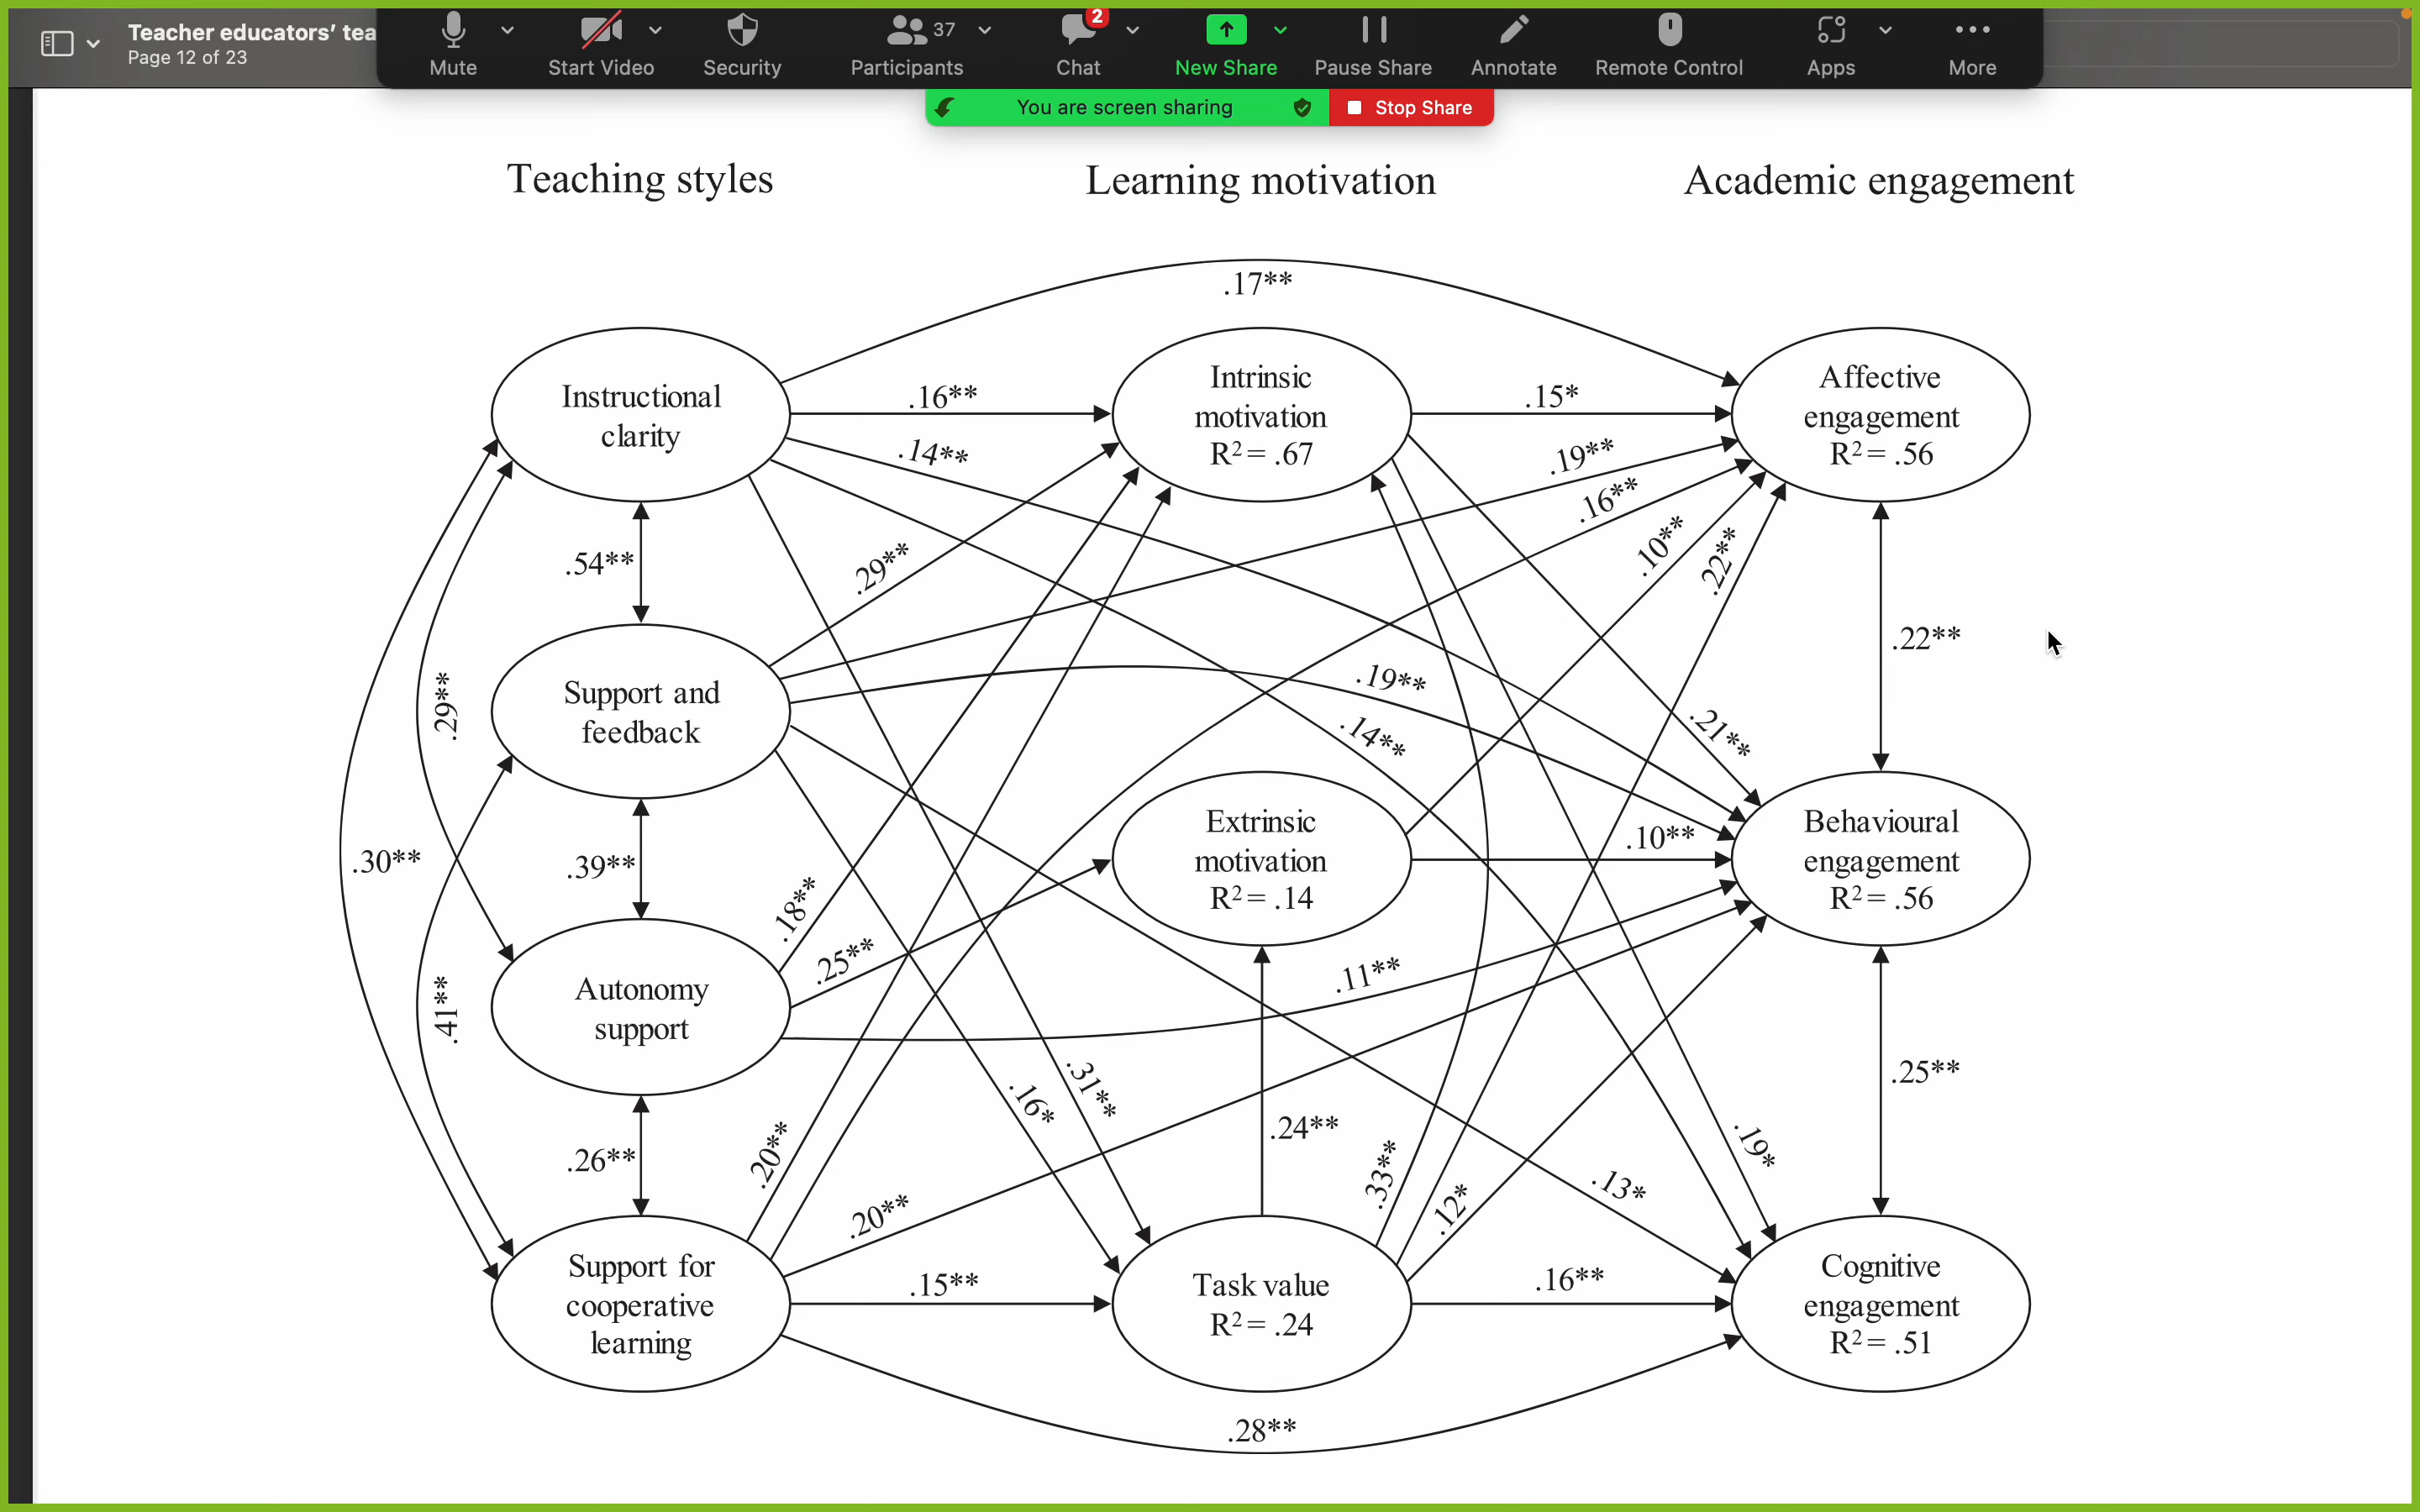 Teacher educators’ tea
Page 12 of 23
Mute
Start Video
Security
37
Participants
2
Chat
New Share
Pause Share
Annotate
Remote Control
Apps
More
You are screen sharing
Stop Share
Teaching styles
Learning motivation
Academic engagement
.17**
Instructional
clarity
.16**
.14**
Intrinsic
motivation
R² = .67
.15*
Affective
engagement
R² = .56
.19**
.16**
.10**
.22**
.54**
.29**
.22**
Support and
feedback
.29**
.19**
.14**
.21**
.30**
.39**
Extrinsic
motivation
R² = .14
.10**
Behavioural
engagement
R² = .56
.18**
.25**
.11**
Autonomy
support
.41**
.31**
.16*
.24**
.25**
.26**
.20**
.33**
.12*
.19*
.13*
.20**
Support for
cooperative
learning
.15**
Task value
R² = .24
.16**
Cognitive
engagement
R² = .51
.28**